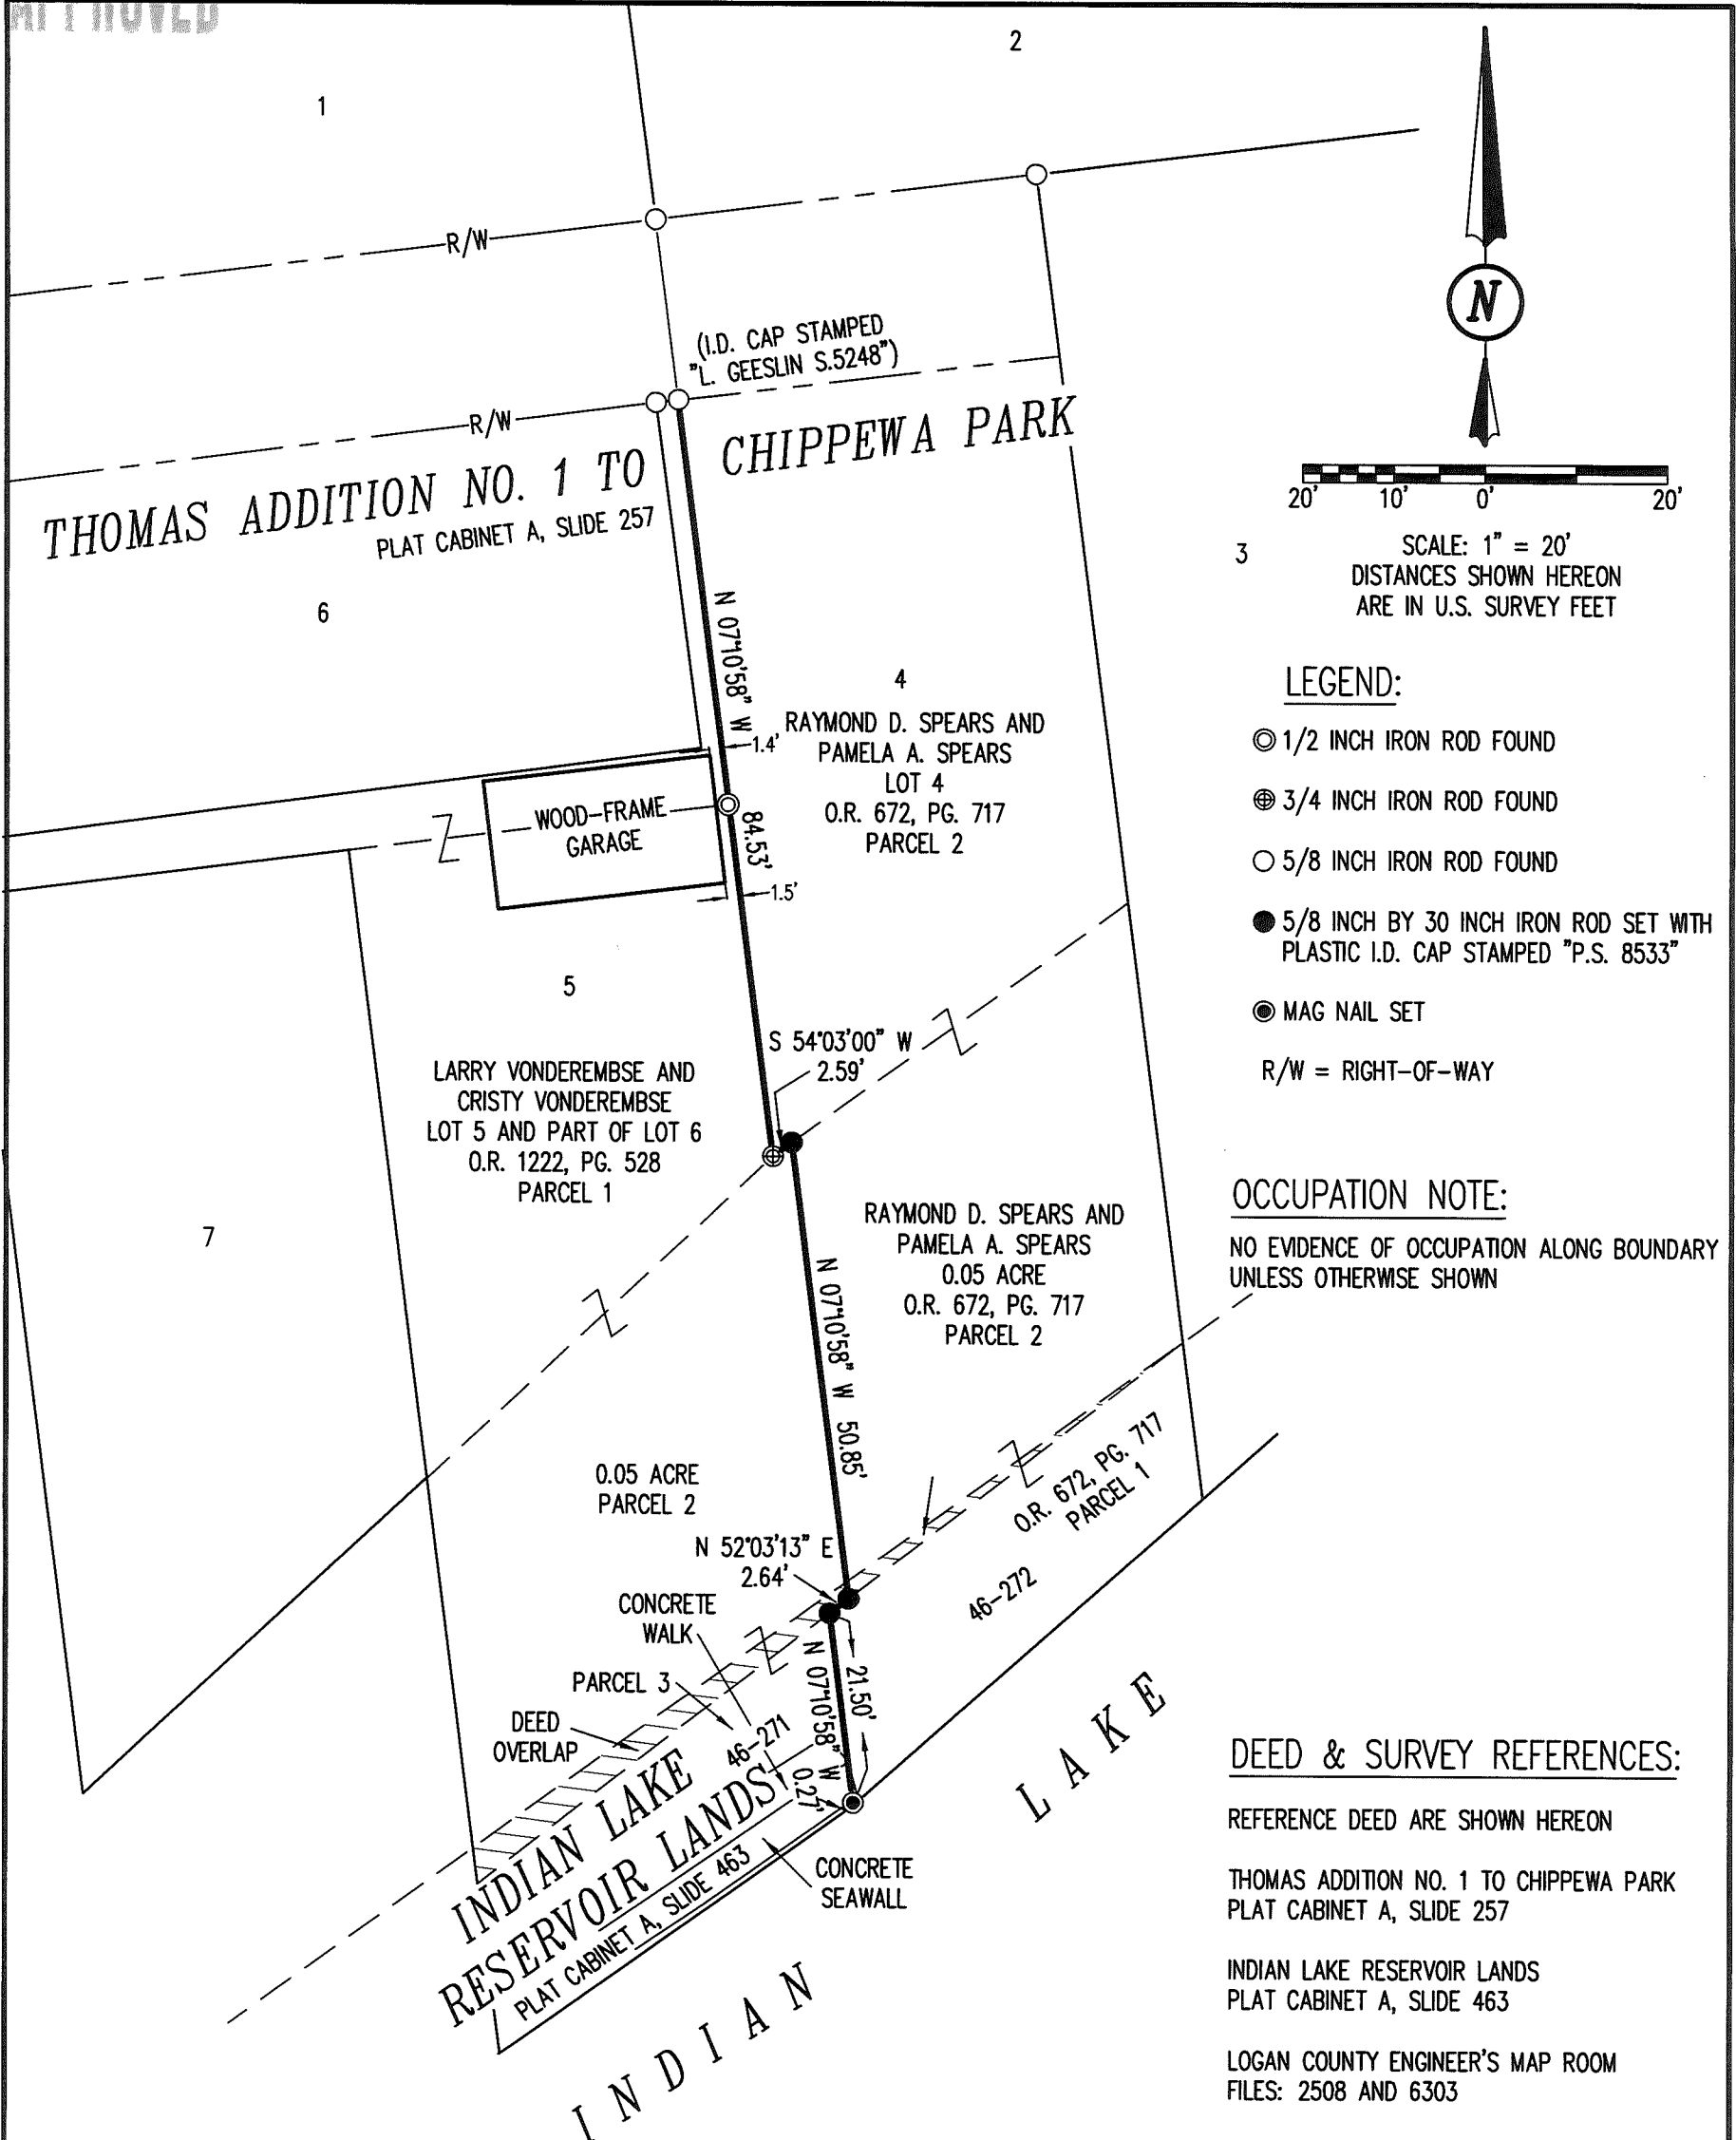 APPROVED
1
2
R/W
N
(I.D. CAP STAMPED
"L. GEESLIN S.5248")
R/W
THOMAS ADDITION NO. 1 TO CHIPPEWA PARK
PLAT CABINET A, SLIDE 257
20' 10' 0' 20'
SCALE: 1" = 20'
DISTANCES SHOWN HEREON
ARE IN U.S. SURVEY FEET
3
6
N 07°10'58" W
84.53'
4
RAYMOND D. SPEARS AND
PAMELA A. SPEARS
LOT 4
O.R. 672, PG. 717
PARCEL 2
1.4'
WOOD-FRAME
GARAGE
1.5'
LEGEND:
1/2 INCH IRON ROD FOUND
3/4 INCH IRON ROD FOUND
5/8 INCH IRON ROD FOUND
5/8 INCH BY 30 INCH IRON ROD SET WITH
PLASTIC I.D. CAP STAMPED "P.S. 8533"
MAG NAIL SET
R/W = RIGHT-OF-WAY
5
S 54°03'00" W
2.59'
LARRY VONDEREMBSE AND
CRISTY VONDEREMBSE
LOT 5 AND PART OF LOT 6
O.R. 1222, PG. 528
PARCEL 1
7
RAYMOND D. SPEARS AND
PAMELA A. SPEARS
0.05 ACRE
O.R. 672, PG. 717
PARCEL 2
OCCUPATION NOTE:
NO EVIDENCE OF OCCUPATION ALONG BOUNDARY
UNLESS OTHERWISE SHOWN
N 07°10'58" W 50.85'
0.05 ACRE
PARCEL 2
O.R. 672, PG. 717
PARCEL 1
46-272
N 52°03'13" E
2.64'
CONCRETE
WALK
PARCEL 3
DEED
OVERLAP
46-271
N 07°10'58" W
21.50'
0.27'
INDIAN LAKE
RESERVOIR LANDS
PLAT CABINET A, SLIDE 463
CONCRETE
SEAWALL
INDIAN LAKE
DEED & SURVEY REFERENCES:
REFERENCE DEED ARE SHOWN HEREON
THOMAS ADDITION NO. 1 TO CHIPPEWA PARK
PLAT CABINET A, SLIDE 257
INDIAN LAKE RESERVOIR LANDS
PLAT CABINET A, SLIDE 463
LOGAN COUNTY ENGINEER'S MAP ROOM
FILES: 2508 AND 6303